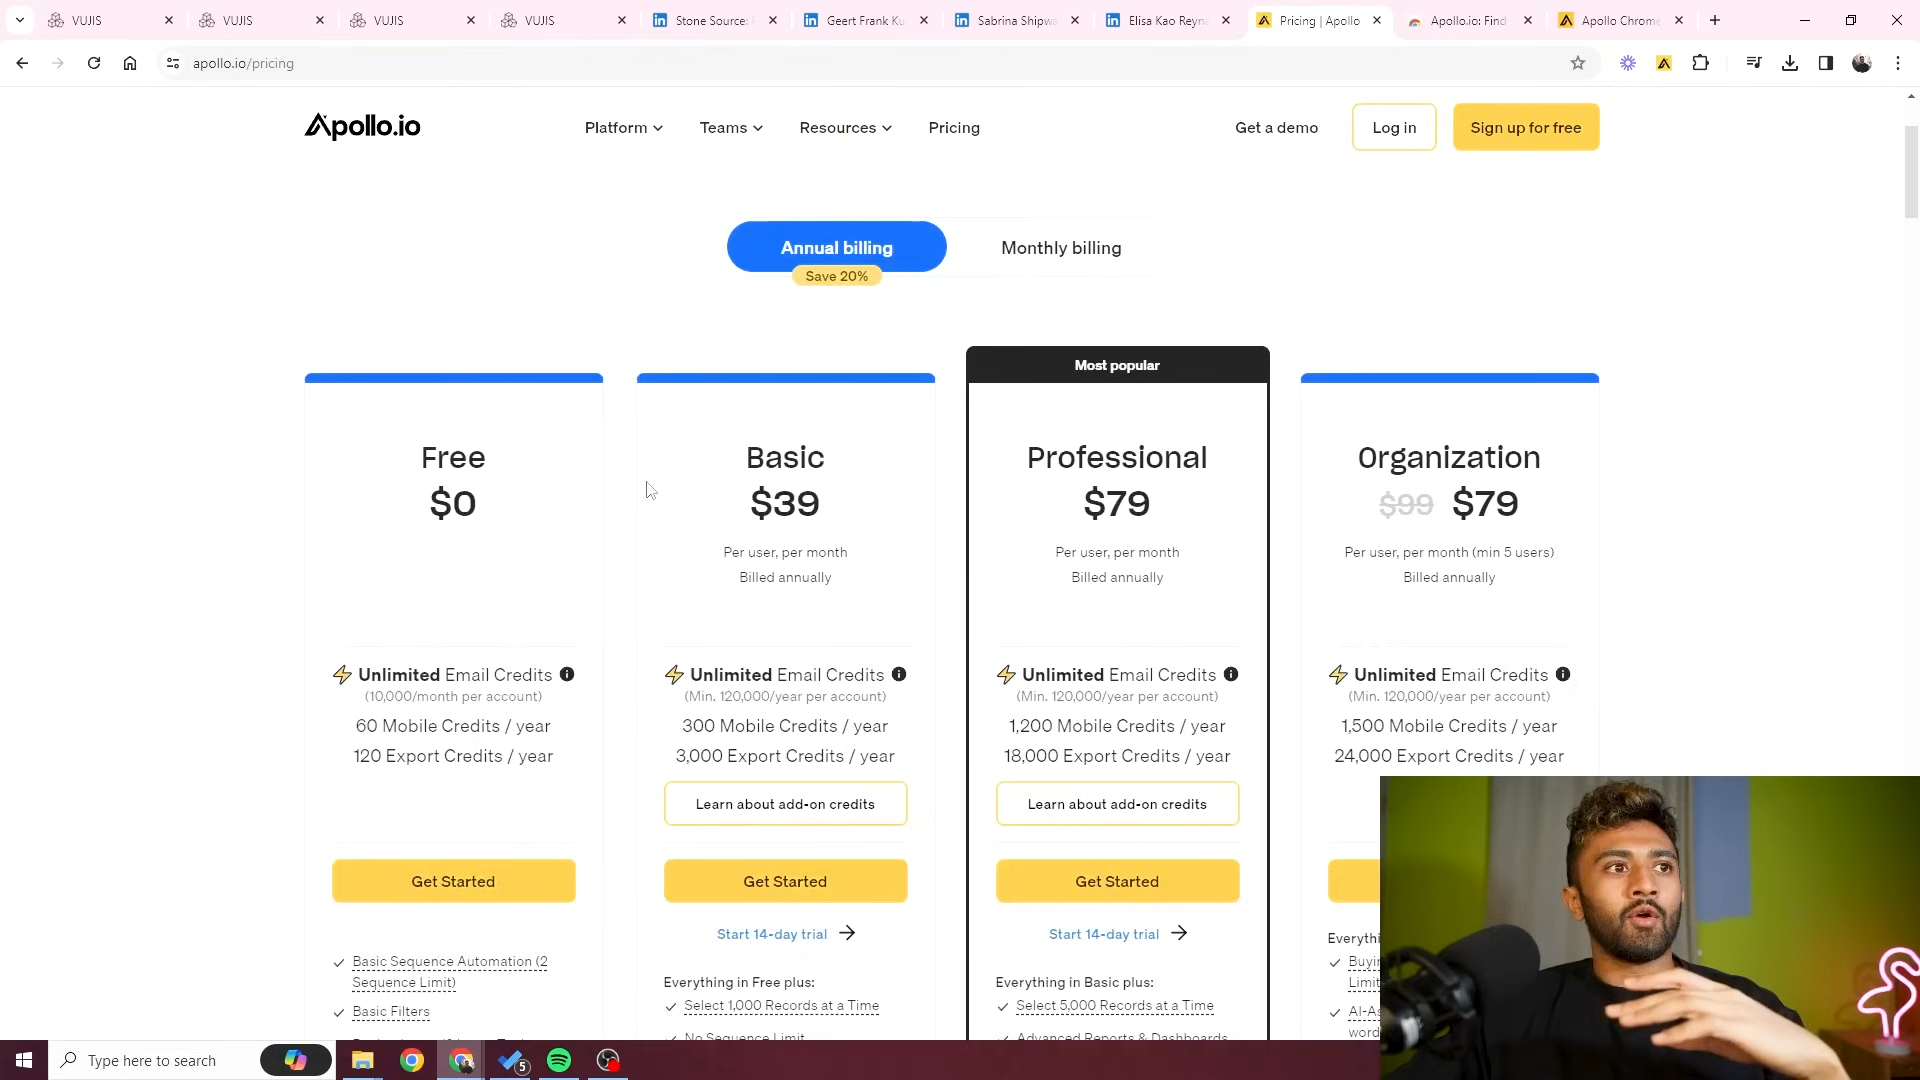 VUJIS
VUJIS
VUJIS
VUJIS
Stone Source:
Geert Frank Ku
Sabrina Shipwa
Elisa Kao Reyn
Pricing | Apollo
Apollo.io: Find
Apollo Chrome
apollo.io/pricing
Apollo.io
Platform
Teams
Resources
Pricing
Get a demo
Log in
Sign up for free
Annual billing
Save 20%
Monthly billing
Most popular
Free
$0
Basic
$39
Per user, per month
Billed annually
Professional
$79
Per user, per month
Billed annually
Organization
$99 $79
Per user, per month (min 5 users)
Billed annually
Unlimited Email Credits
(10,000/month per account)
60 Mobile Credits / year
120 Export Credits / year
Get Started
Basic Sequence Automation (2
Sequence Limit)
Basic Filters
Unlimited Email Credits
(Min. 120,000/year per account)
300 Mobile Credits / year
3,000 Export Credits / year
Learn about add-on credits
Get Started
Start 14-day trial
Everything in Free plus:
Select 1,000 Records at a Time
No Sequence Limit
Unlimited Email Credits
(Min. 120,000/year per account)
1,200 Mobile Credits / year
18,000 Export Credits / year
Learn about add-on credits
Get Started
Start 14-day trial
Everything in Basic plus:
Select 5,000 Records at a Time
Advanced Reports & Dashboards
Unlimited Email Credits
(Min. 120,000/year per account)
1,500 Mobile Credits / year
24,000 Export Credits / year
Everythi
Buyin
Limit
AI-As
word
Type here to search
5